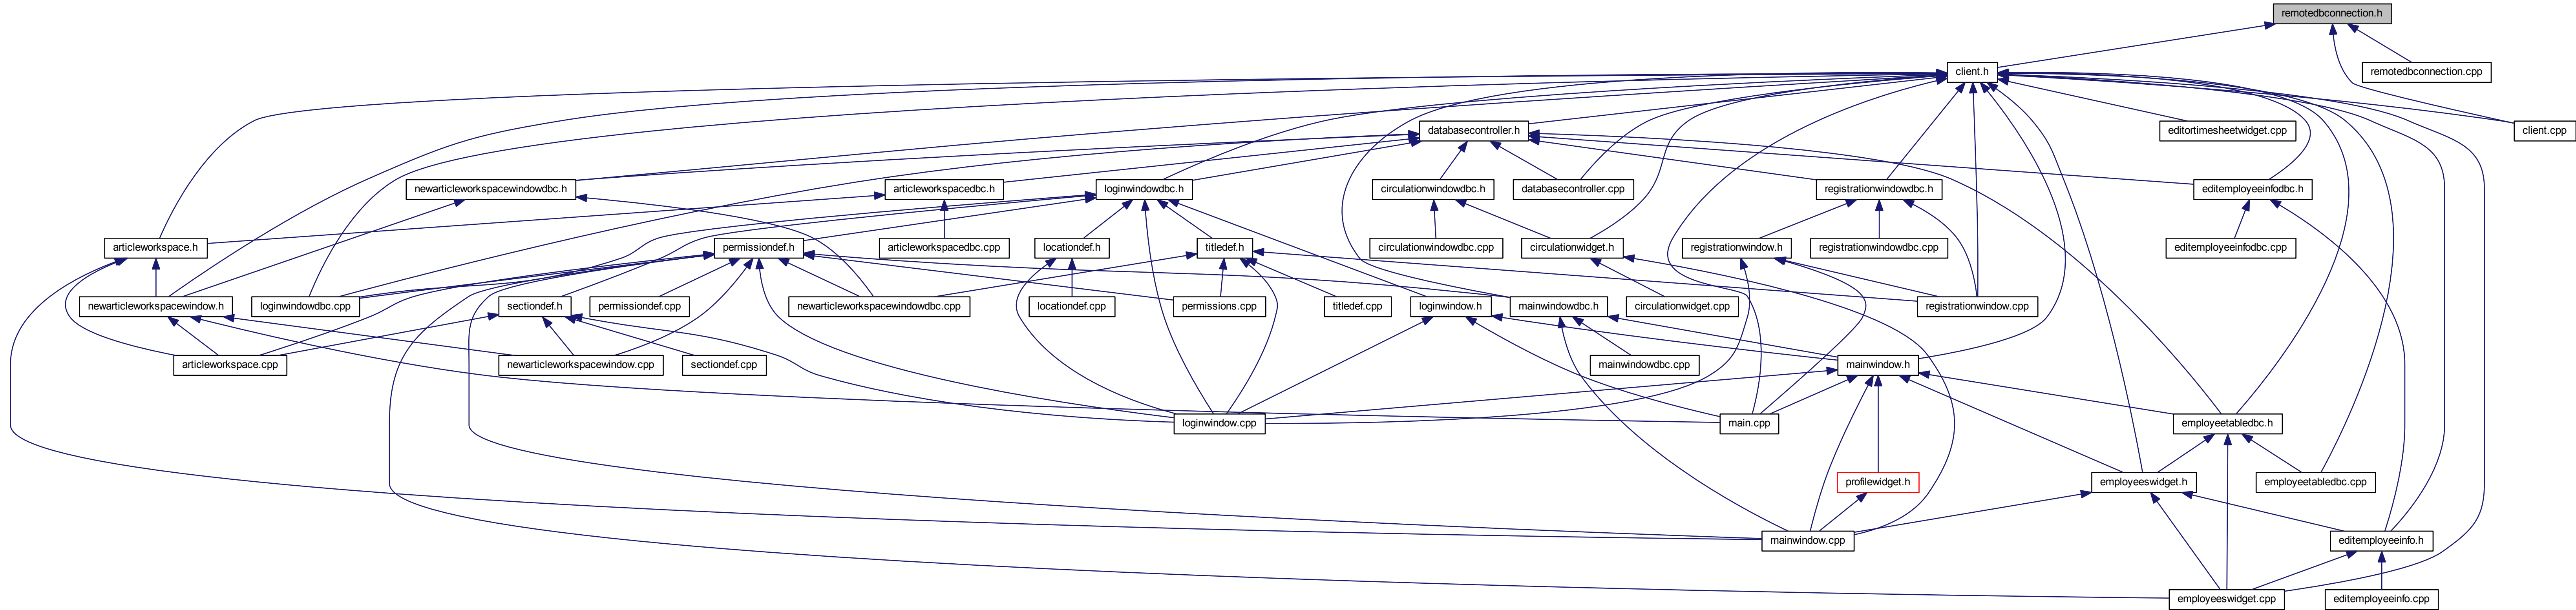 remotedbconnection.h
client.h
remotedbconnection.cpp
databasecontroller.h
editortimesheetwidget.cpp
client.cpp
newarticleworkspacewindowdbc.h
articleworkspacedbc.h
loginwindowdbc.h
circulationwindowdbc.h
databasecontroller.cpp
registrationwindowdbc.h
editemployeeinfodbc.h
articleworkspace.h
permissiondef.h
articleworkspacedbc.cpp
locationdef.h
titledef.h
circulationwindowdbc.cpp
circulationwidget.h
registrationwindow.h
registrationwindowdbc.cpp
editemployeeinfodbc.cpp
newarticleworkspacewindow.h
loginwindowdbc.cpp
sectiondef.h
permissiondef.cpp
newarticleworkspacewindowdbc.cpp
locationdef.cpp
permissions.cpp
titledef.cpp
loginwindow.h
mainwindowdbc.h
circulationwidget.cpp
registrationwindow.cpp
articleworkspace.cpp
newarticleworkspacewindow.cpp
sectiondef.cpp
mainwindowdbc.cpp
mainwindow.h
loginwindow.cpp
main.cpp
employeetabledbc.h
profilewidget.h
employeeswidget.h
employeetabledbc.cpp
mainwindow.cpp
editemployeeinfo.h
employeeswidget.cpp
editemployeeinfo.cpp